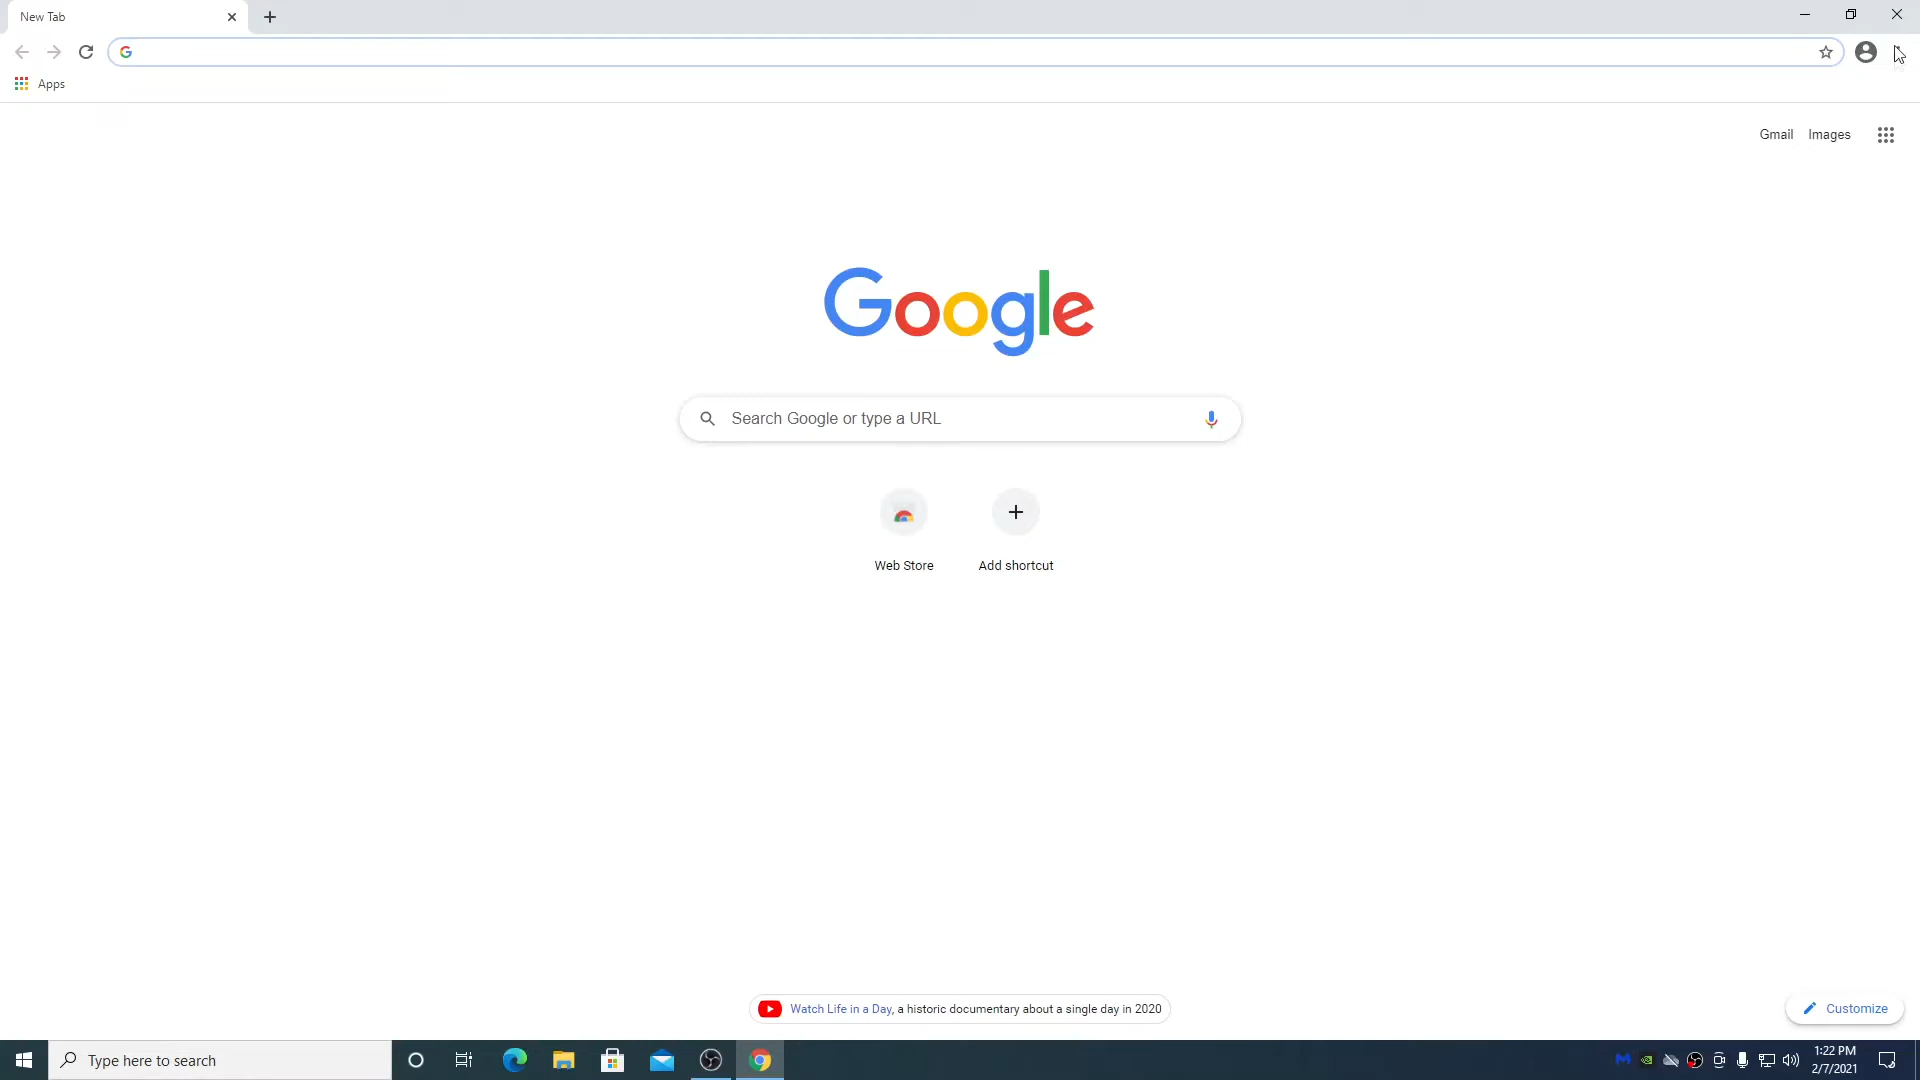 New Tab
Apps
Gmail Images
Google
Search Google or type a URL
Web Store
Add shortcut
Watch Life in a Day, a historic documentary about a single day in 2020
Customize
Type here to search
1:22 PM
2/7/2021